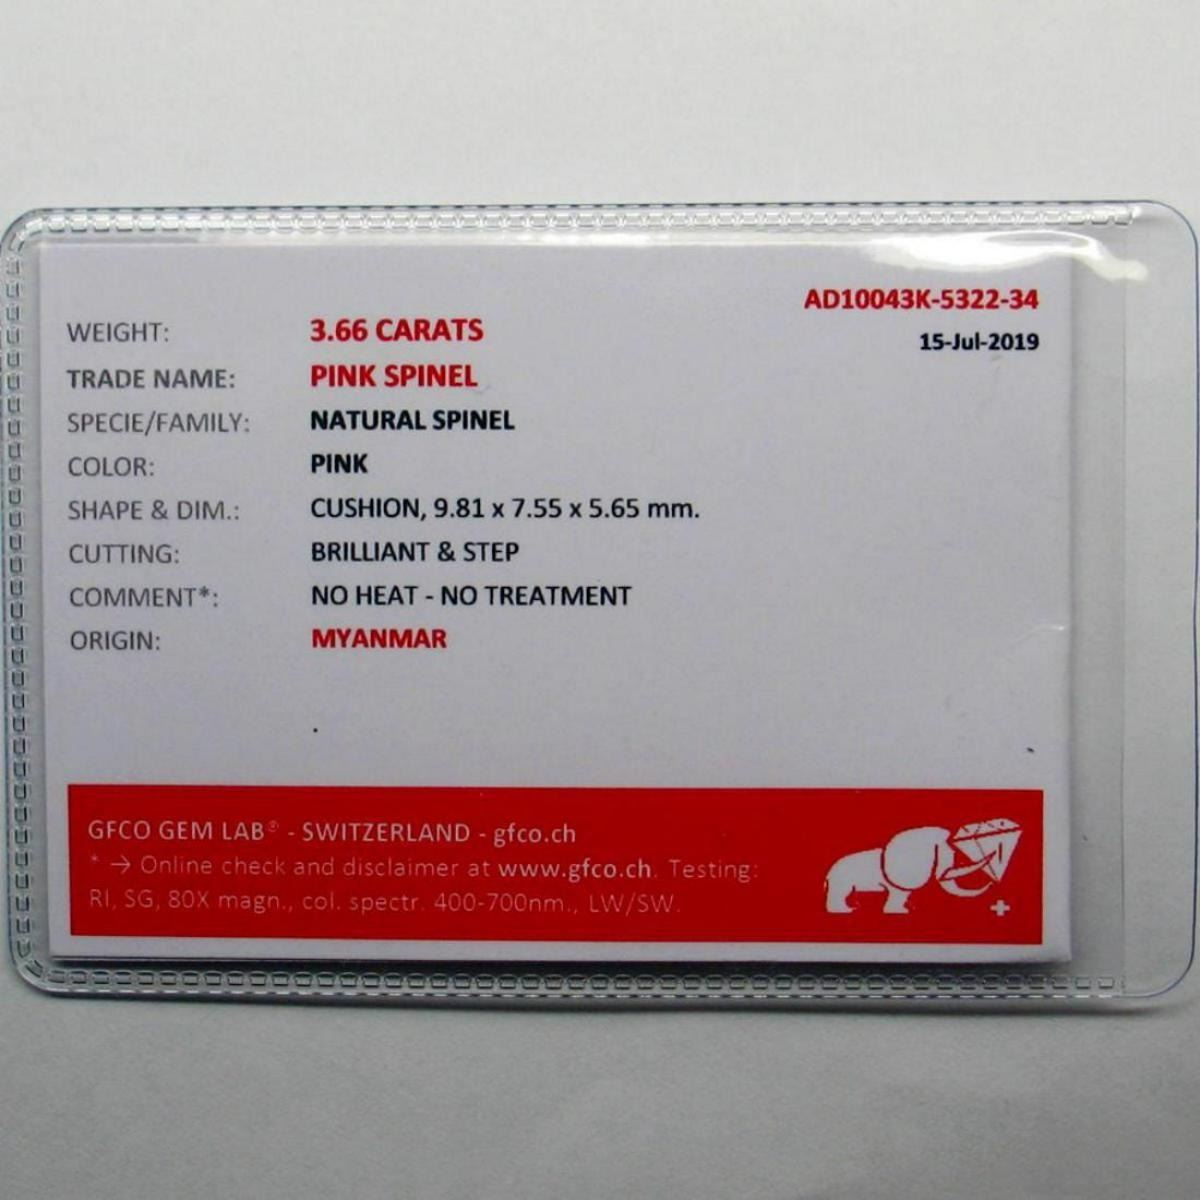 AD10043K-5322-34
15-Jul-2019
WEIGHT: 3.66 CARATS
TRADE NAME: PINK SPINEL
SPECIE/FAMILY: NATURAL SPINEL
COLOR: PINK
SHAPE & DIM.: CUSHION, 9.81 x 7.55 x 5.65 mm.
CUTTING: BRILLIANT & STEP
COMMENT*: NO HEAT - NO TREATMENT
ORIGIN: MYANMAR
GFCO GEM LAB® - SWITZERLAND - gfco.ch
* → Online check and disclaimer at www.gfco.ch. Testing:
RI, SG, 80X magn., col. spectr. 400-700nm., LW/SW.